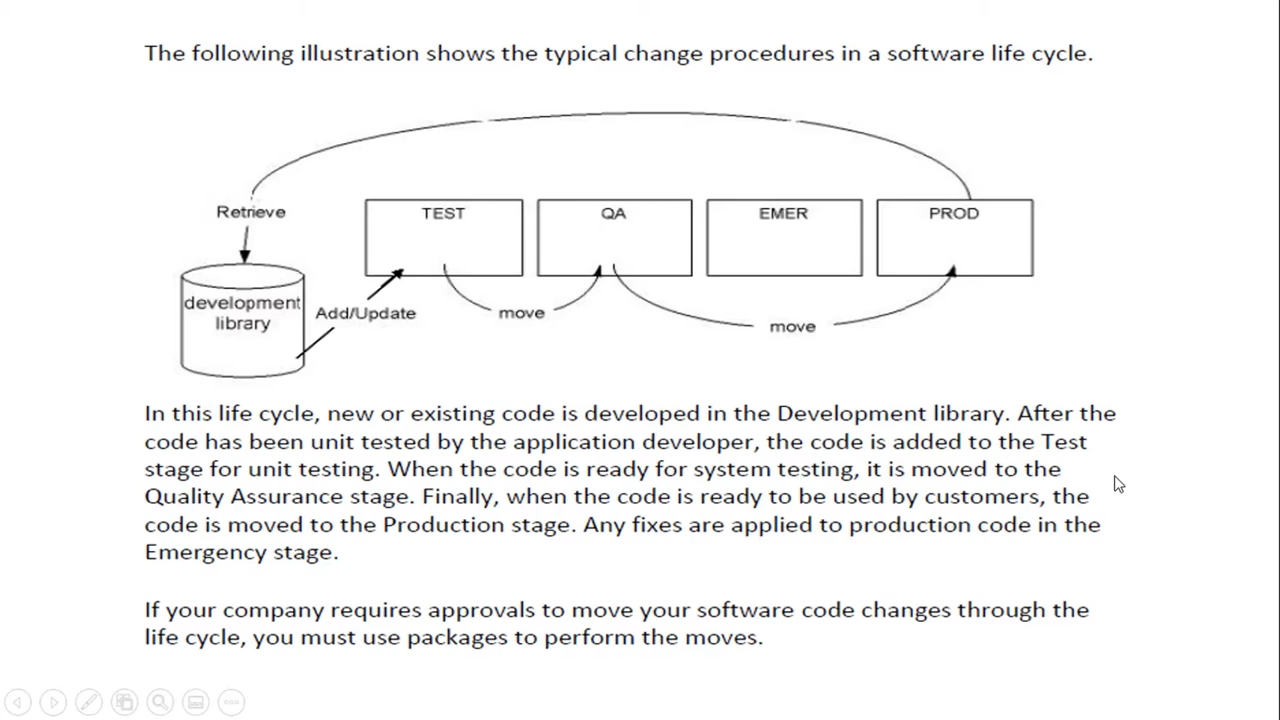 The following illustration shows the typical change procedures in a software life cycle.
Retrieve
TEST
QA
EMER
PROD
development
library
Add/Update
move
move
In this life cycle, new or existing code is developed in the Development library. After the
code has been unit tested by the application developer, the code is added to the Test
stage for unit testing. When the code is ready for system testing, it is moved to the
Quality Assurance stage. Finally, when the code is ready to be used by customers, the
code is moved to the Production stage. Any fixes are applied to production code in the
Emergency stage.
If your company requires approvals to move your software code changes through the
life cycle, you must use packages to perform the moves.